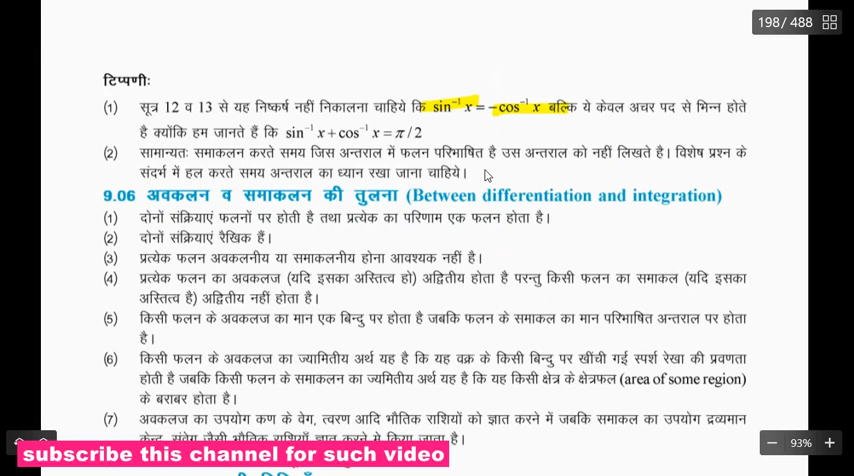 198/ 488
टिप्पणीः
(1) सूत्र 12 व 13 से यह निष्कर्ष नहीं निकालना चाहिये कि sin⁻¹ x = −cos⁻¹ x बल्कि ये केवल अचर पद से भिन्न होते
है क्योंकि हम जानते हैं कि sin⁻¹ x + cos⁻¹ x = π / 2
(2) सामान्यतः समाकलन करते समय जिस अन्तराल में फलन परिभाषित है उस अन्तराल को नहीं लिखते है। विशेष प्रश्न के
संदर्भ में हल करते समय अन्तराल का ध्यान रखा जाना चाहिये।
9.06 अवकलन व समाकलन की तुलना (Between differentiation and integration)
(1) दोनों संक्रियाएं फलनों पर होती है तथा प्रत्येक का परिणाम एक फलन होता है।
(2) दोनों संक्रियाएं रैखिक हैं।
(3) प्रत्येक फलन अवकलनीय या समाकलनीय होना आवश्यक नहीं है।
(4) प्रत्येक फलन का अवकलज (यदि इसका अस्तित्व हो) अद्वितीय होता है परन्तु किसी फलन का समाकल (यदि इसका
अस्तित्व है) अद्वितीय नहीं होता है।
(5) किसी फलन के अवकलज का मान एक बिन्दु पर होता है जबकि फलन के समाकल का मान परिभाषित अन्तराल पर होता
है।
(6) किसी फलन के अवकलज का ज्यामितीय अर्थ यह है कि यह वक्र के किसी बिन्दु पर खींची गई स्पर्श रेखा की प्रवणता
होती है जबकि किसी फलन के समाकलन का ज्यमितीय अर्थ यह है कि यह किसी क्षेत्र के क्षेत्रफल (area of some region)
के बराबर होता है।
(7) अवकलज का उपयोग कण के वेग, त्वरण आदि भौतिक राशियों को ज्ञात करने में जबकि समाकल का उपयोग द्रव्यमान
केन्द्र, संवेग जैसी भौतिक राशियाँ ज्ञात करने मे किया जाता है।
subscribe this channel for such video
− 93% +